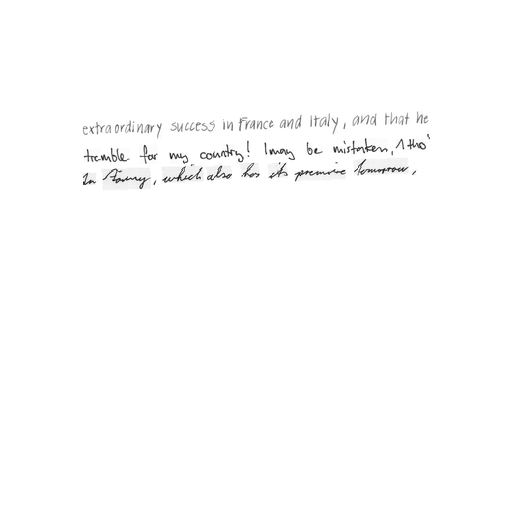 extraordinary success in France and Italy, and that he
tremble for my country! I may be mistaken, 1 tho'
In , which also has its premiere tomorrow,